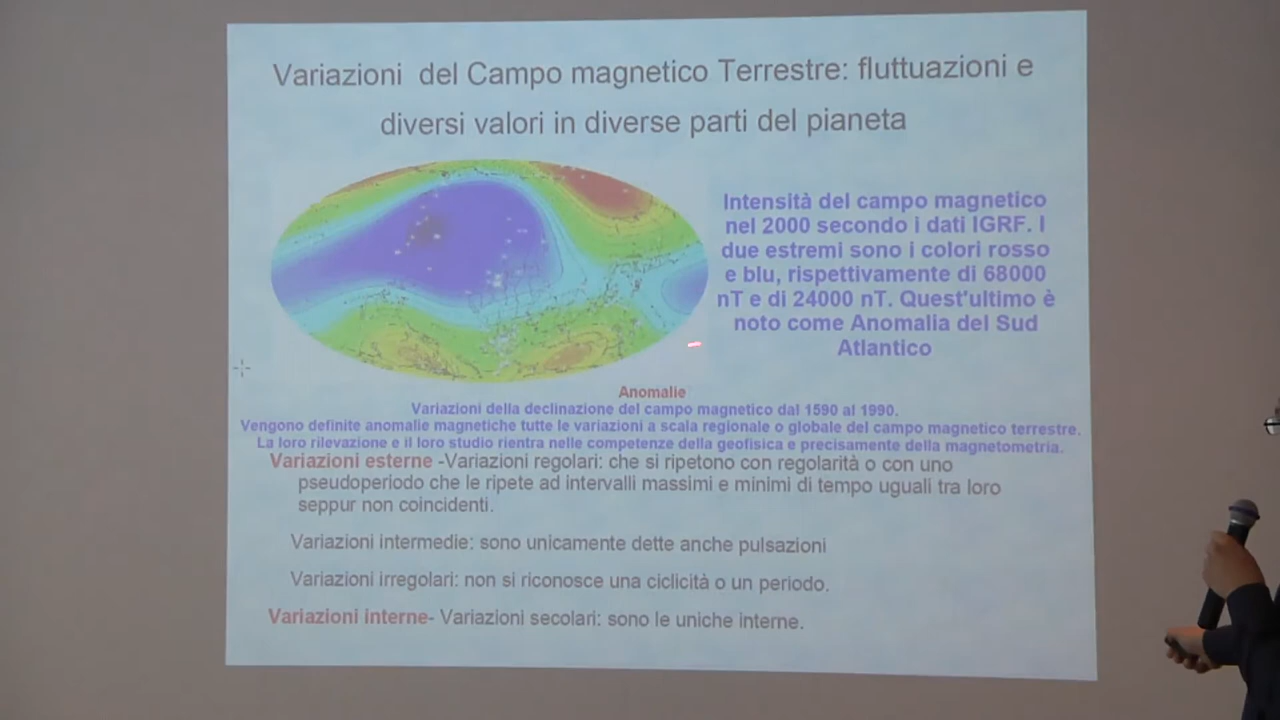 Variazioni del Campo magnetico Terrestre: fluttuazioni e
diversi valori in diverse parti del pianeta
Intensità del campo magnetico
nel 2000 secondo i dati IGRF. I
due estremi sono i colori rosso
e blu, rispettivamente di 68000
nT e di 24000 nT. Quest'ultimo è
noto come Anomalia del Sud
Atlantico
Anomalie
Variazioni della declinazione del campo magnetico dal 1590 al 1990.
Vengono definite anomalie magnetiche tutte le variazioni a scala regionale o globale del campo magnetico terrestre.
La loro rilevazione e il loro studio rientra nelle competenze della geofisica e precisamente della magnetometria.
Variazioni esterne -Variazioni regolari: che si ripetono con regolarità o con uno
pseudoperiodo che le ripete ad intervalli massimi e minimi di tempo uguali tra loro
seppur non coincidenti.
Variazioni intermedie: sono unicamente dette anche pulsazioni
Variazioni irregolari: non si riconosce una ciclicità o un periodo.
Variazioni interne- Variazioni secolari: sono le uniche interne.